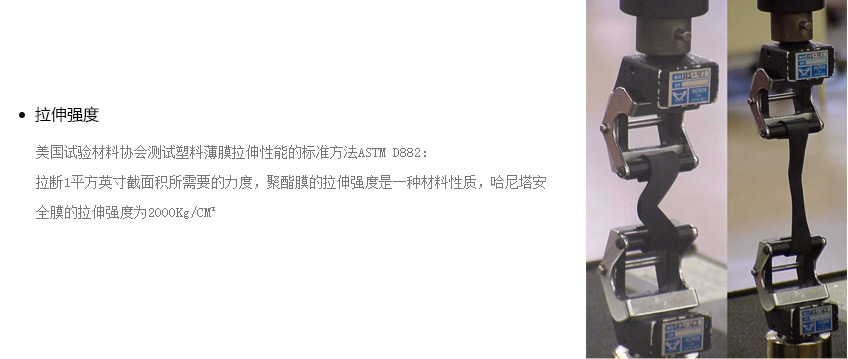 拉伸强度
美国试验材料协会测试塑料薄膜拉伸性能的标准方法ASTM D882：
拉断1平方英寸截面积所需要的力度，聚酯膜的拉伸强度是一种材料性质，哈尼塔安
全膜的拉伸强度为2000Kg/CM²